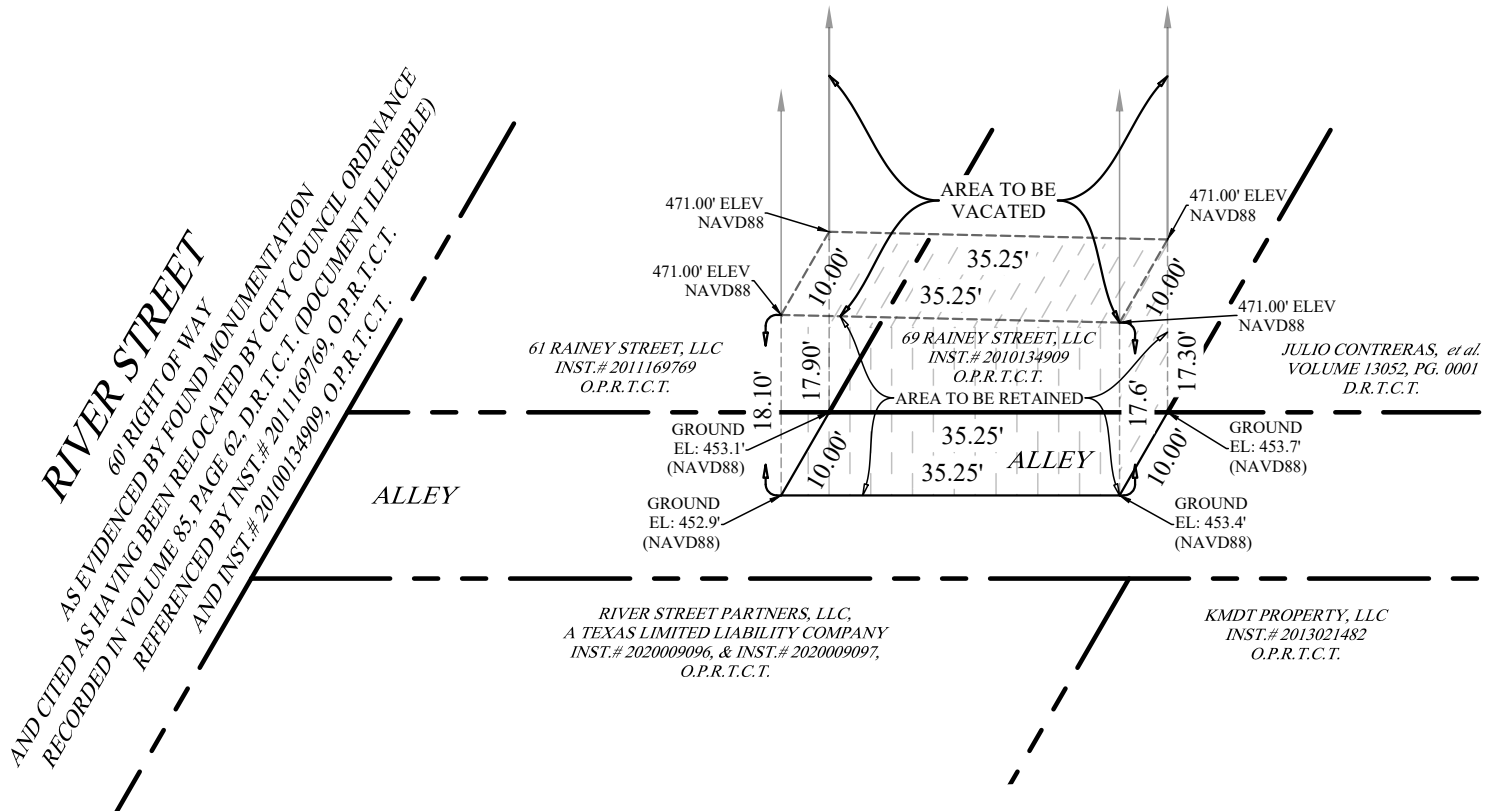 RIVER STREET
60' RIGHT OF WAY
AS EVIDENCED BY FOUND MONUMENTATION
AND CITED AS HAVING BEEN RELOCATED BY CITY COUNCIL ORDINANCE
RECORDED IN VOLUME 85, PAGE 62, D.R.T.C.T. (DOCUMENT ILLEGIBLE)
REFERENCED BY INST.# 2011169769, O.P.R.T.C.T.
AND INST.# 2010134909, O.P.R.T.C.T.
AREA TO BE
VACATED
471.00' ELEV
NAVD88
471.00' ELEV
NAVD88
471.00' ELEV
NAVD88
471.00' ELEV
NAVD88
35.25'
10.00'
35.25'
10.00'
61 RAINEY STREET, LLC
INST.# 2011169769
O.P.R.T.C.T.
69 RAINEY STREET, LLC
INST.# 2010134909
O.P.R.T.C.T.
JULIO CONTRERAS, et al.
VOLUME 13052, PG. 0001
D.R.T.C.T.
18.10'
17.90'
17.6'
17.30'
AREA TO BE RETAINED
GROUND
EL: 453.1'
(NAVD88)
GROUND
EL: 453.7'
(NAVD88)
10.00'
35.25'
35.25'
ALLEY
10.00'
ALLEY
GROUND
EL: 452.9'
(NAVD88)
GROUND
EL: 453.4'
(NAVD88)
RIVER STREET PARTNERS, LLC,
A TEXAS LIMITED LIABILITY COMPANY
INST.# 2020009096, & INST.# 2020009097,
O.P.R.T.C.T.
KMDT PROPERTY, LLC
INST.# 2013021482
O.P.R.T.C.T.